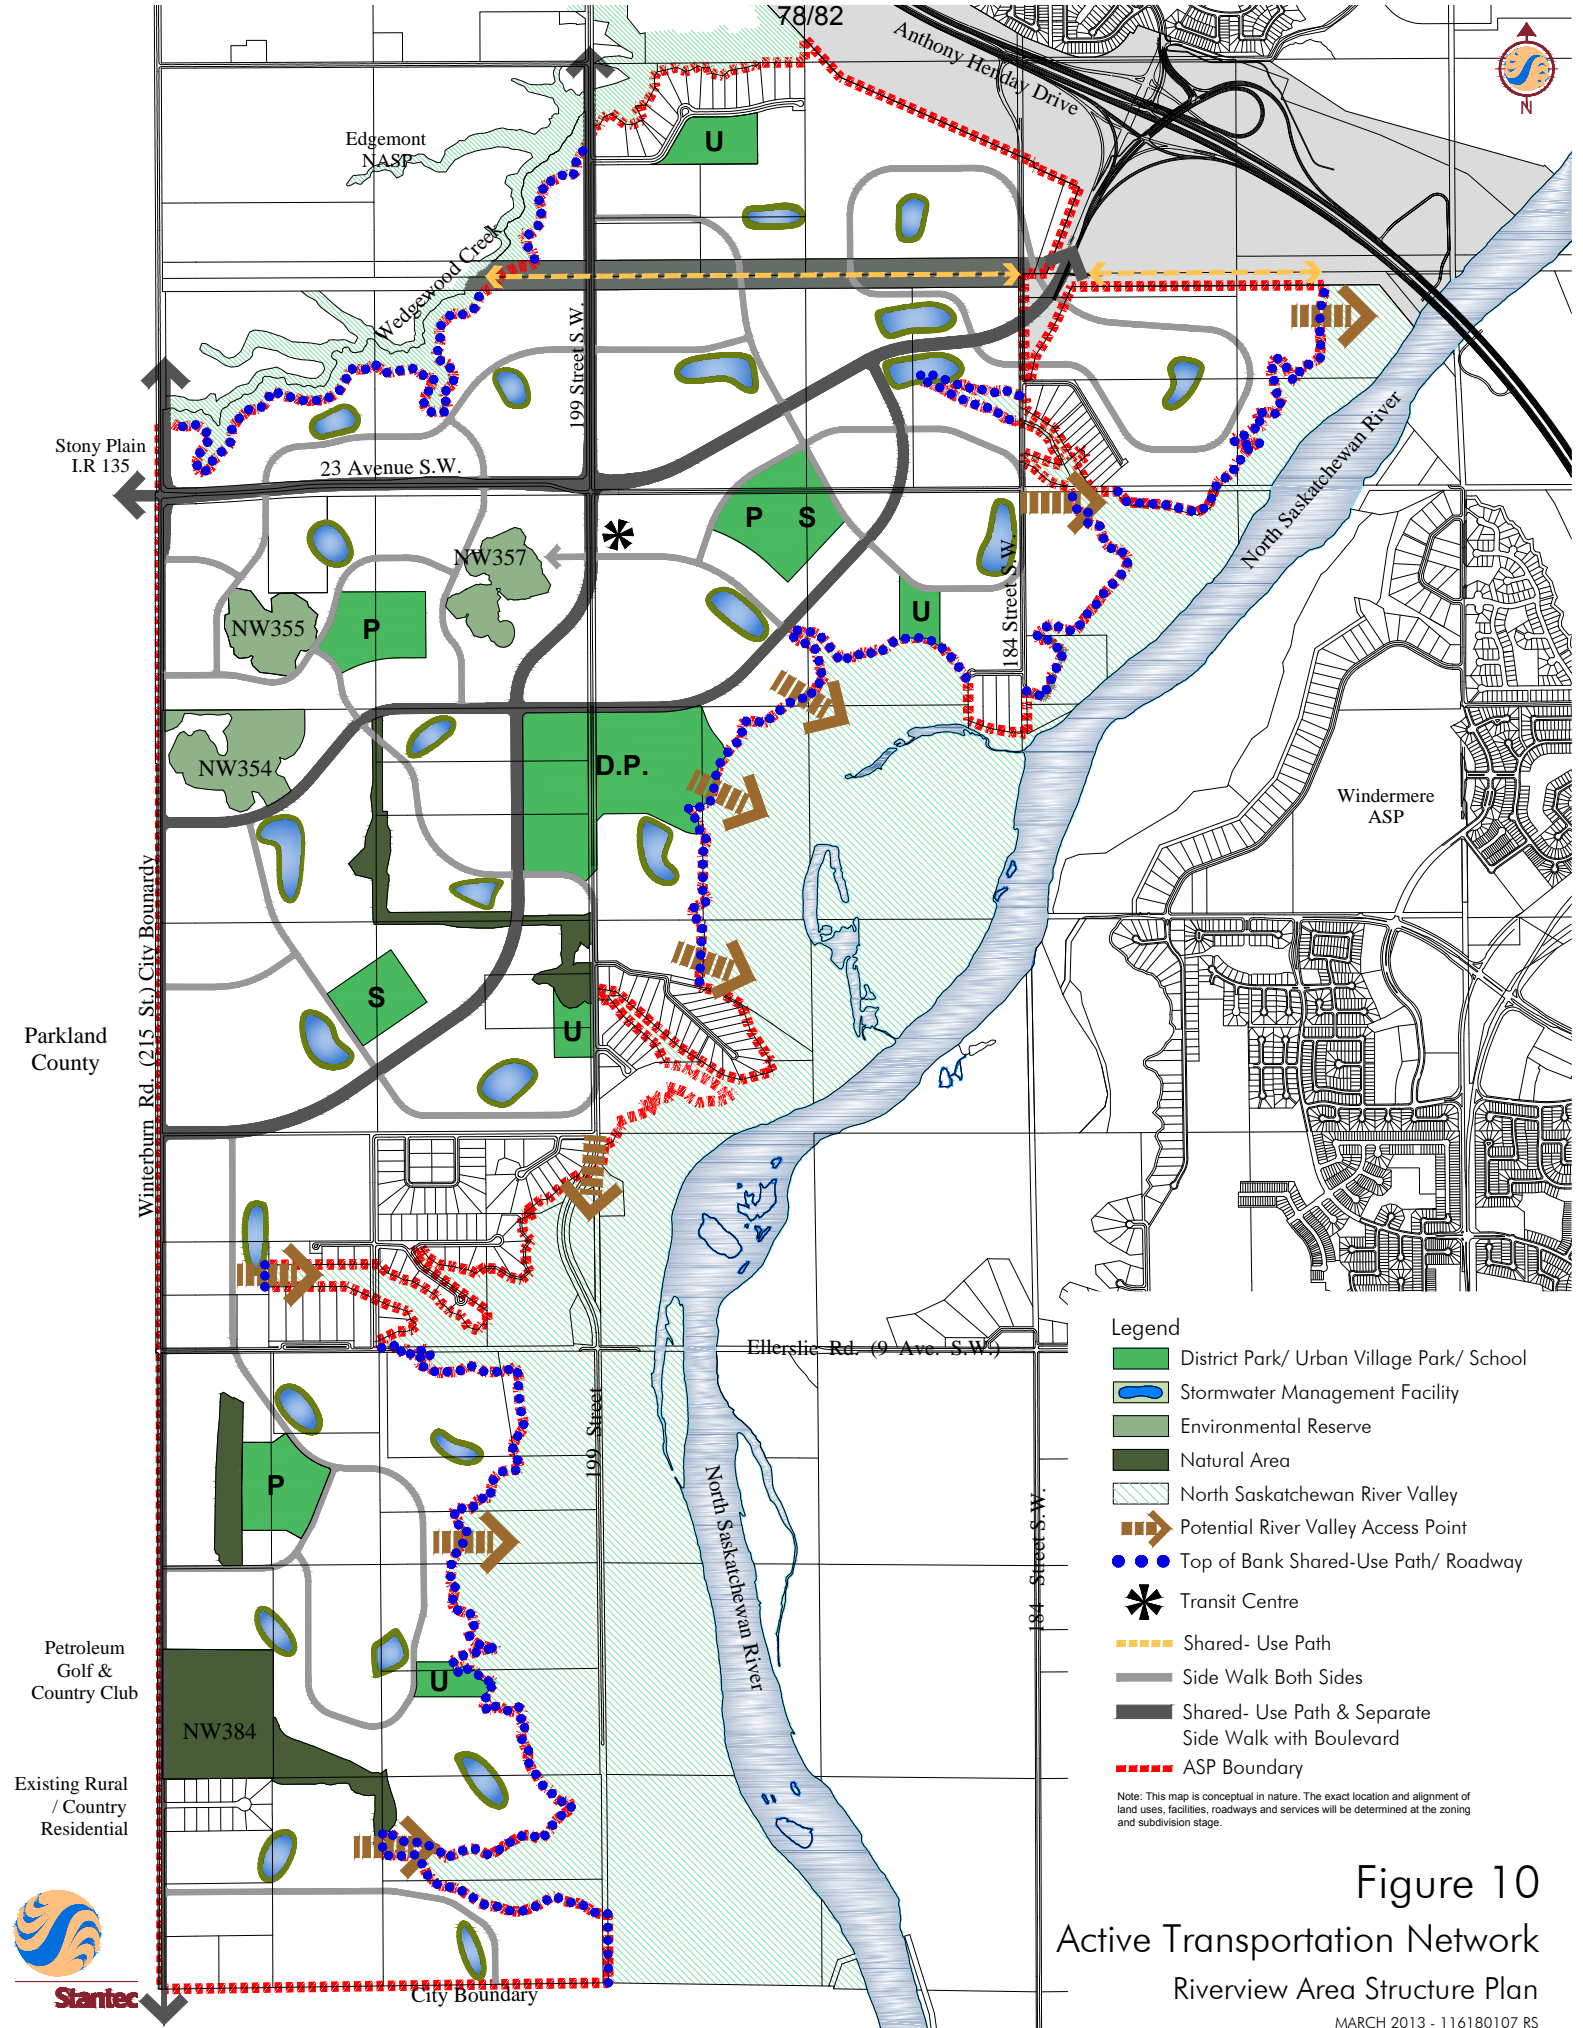 78/82
Anthony Henday Drive
N
Edgemont
NASP
U
Wedgewood Creek
199 Street S.W.
Stony Plain
I.R 135
23 Avenue S.W.
North Saskatchewan River
P S
NW357
184 Street S.W.
NW355
P
U
D.P.
NW354
Windermere
ASP
Winterburn Rd. (215 St.) City Bounardy
S
U
Parkland
County
Ellerslie Rd. (9 Ave. S.W.)
199 Street
P
North Saskatchewan River
184 Street S.W.
Petroleum
Golf &
Country Club
U
NW384
Existing Rural
/ Country
Residential
City Boundary
Stantec
Legend
District Park/ Urban Village Park/ School
Stormwater Management Facility
Environmental Reserve
Natural Area
North Saskatchewan River Valley
Potential River Valley Access Point
Top of Bank Shared-Use Path/ Roadway
Transit Centre
Shared- Use Path
Side Walk Both Sides
Shared- Use Path & Separate
Side Walk with Boulevard
ASP Boundary
Note: This map is conceptual in nature. The exact location and alignment of
land uses, facilities, roadways and services will be determined at the zoning
and subdivision stage.
Figure 10
Active Transportation Network
Riverview Area Structure Plan
MARCH 2013 - 116180107 RS